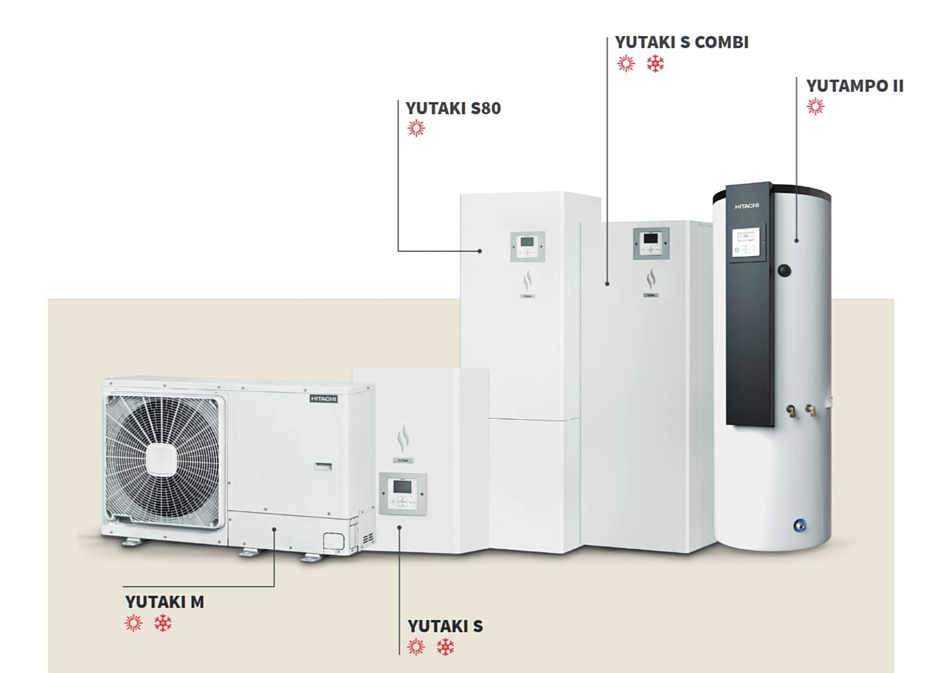 YUTAKI S COMBI
YUTAMPO II
YUTAKI S80
HITACHI
HITACHI
YUTAKI M
YUTAKI S